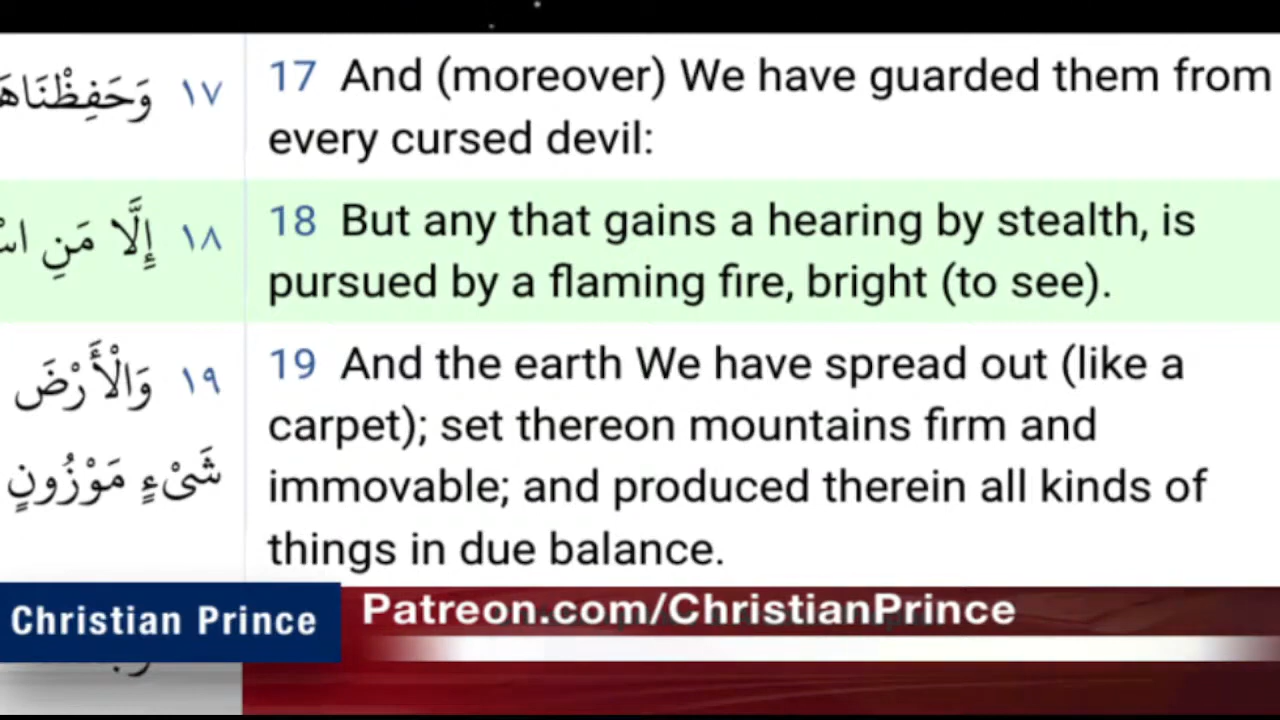 ١٧ وَحَفِظْنَاهَ
17 And (moreover) We have guarded them from
every cursed devil:
١٨ إِلَّا مَنِ اسْ
18 But any that gains a hearing by stealth, is
pursued by a flaming fire, bright (to see).
١٩ وَالْأَرْضَ
شَيْءٍ مَوْزُونٍ
19 And the earth We have spread out (like a
carpet); set thereon mountains firm and
immovable; and produced therein all kinds of
things in due balance.
Christian Prince
Patreon.com/ChristianPrince